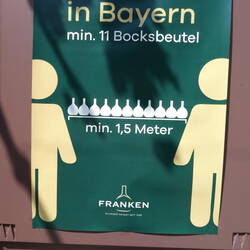 in Bayern
min. 11 Bocksbeutel
min. 1,5 Meter
FRANKEN